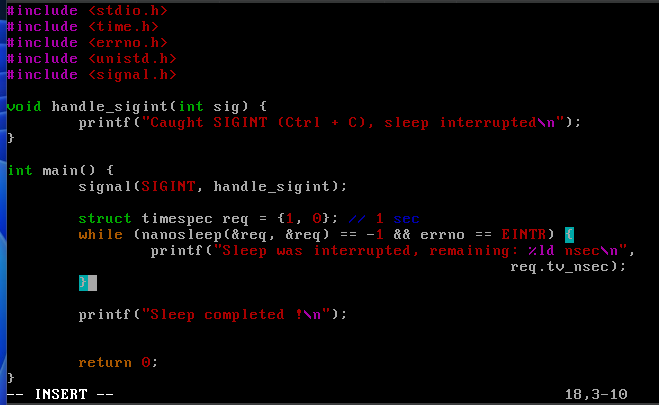 #include <stdio.h>
#include <time.h>
#include <errno.h>
#include <unistd.h>
#include <signal.h>

void handle_sigint(int sig) {
        printf("Caught SIGINT (Ctrl + C), sleep interrupted\n");
}

int main() {
        signal(SIGINT, handle_sigint);

        struct timespec req = {1, 0}; // 1 sec
        while (nanosleep(&req, &req) == -1 && errno == EINTR) {
                printf("Sleep was interrupted, remaining: %ld nsec\n",
                                                        req.tv_nsec);
        }

        printf("Sleep completed !\n");


        return 0;
}
-- INSERT --                                                  18,3-10